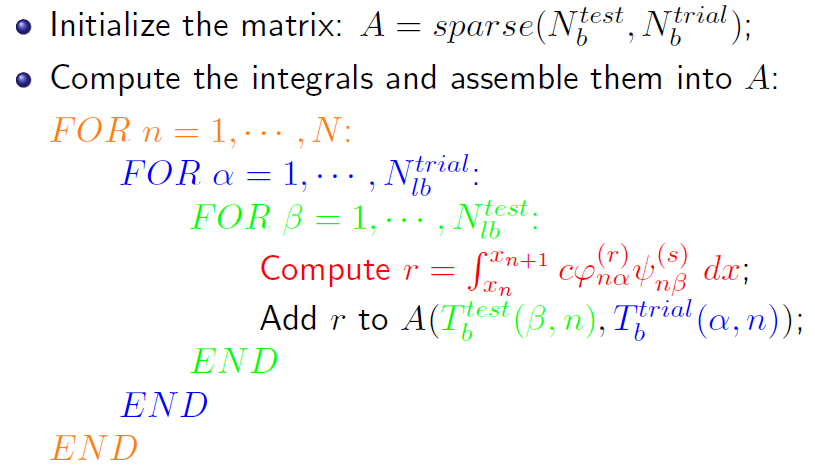 Initialize the matrix: $A = sparse(N_b^{test}, N_b^{trial})$;
Compute the integrals and assemble them into $A$:
$FOR\ n = 1, \cdots, N$:
$FOR\ \alpha = 1, \cdots, N_{lb}^{trial}$:
$FOR\ \beta = 1, \cdots, N_{lb}^{test}$:
Compute $r = \int_{x_n}^{x_{n+1}} c\varphi_{n\alpha}^{(r)} \psi_{n\beta}^{(s)}\ dx$;
Add $r$ to $A(T_b^{test}(\beta, n), T_b^{trial}(\alpha, n))$;
$END$
$END$
$END$